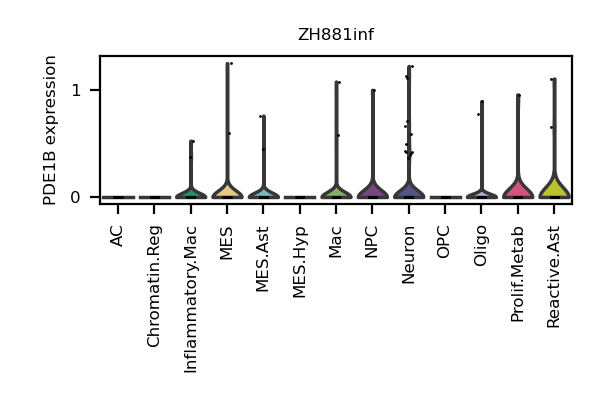 ZH881inf
PDE1B expression
1
0
AC
Chromatin.Reg
Inflammatory.Mac
MES
MES.Ast
MES.Hyp
Mac
NPC
Neuron
OPC
Oligo
Prolif.Metab
Reactive.Ast